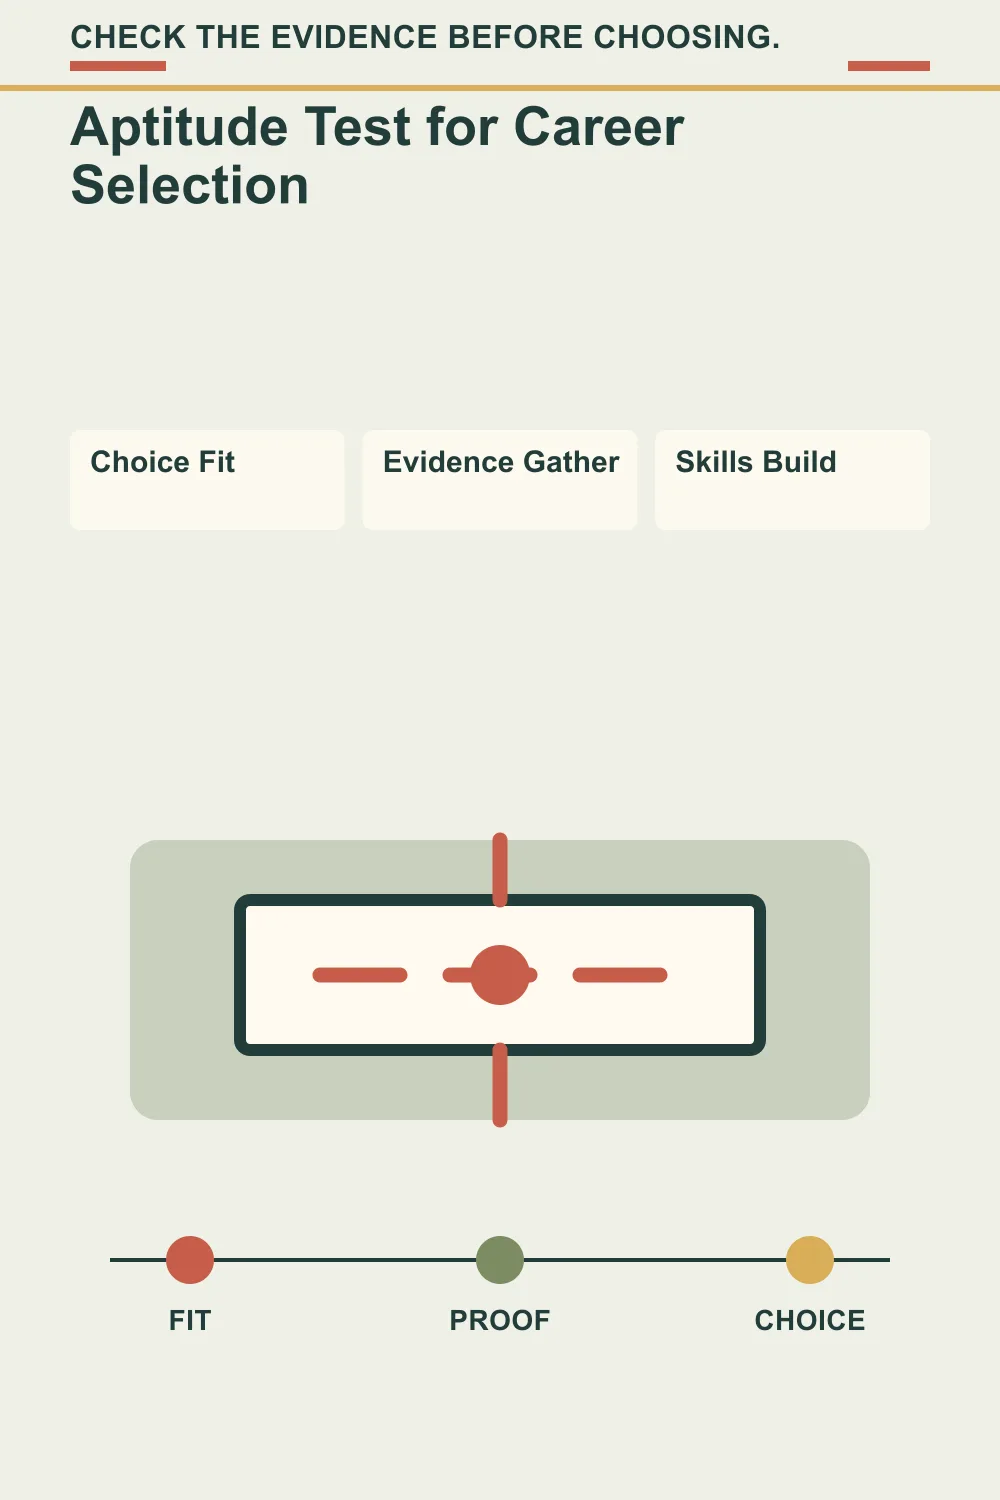 CHECK THE EVIDENCE BEFORE CHOOSING.
Aptitude Test for Career
Selection
Choice Fit
Evidence Gather
Skills Build
FIT
PROOF
CHOICE